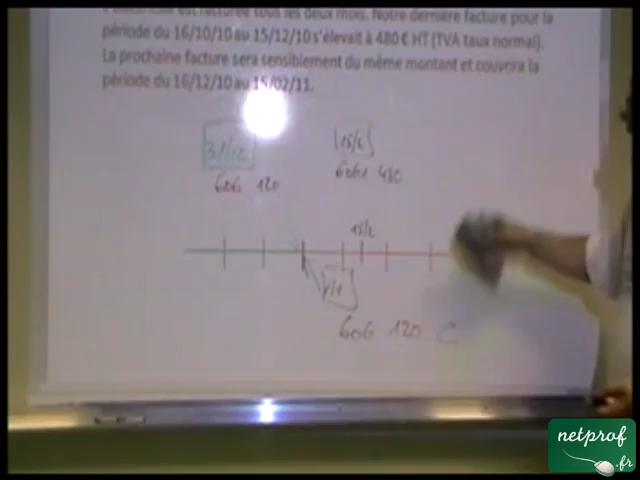 est facturée tous les deux mois. Notre dernière facture pour la
période du 16/10/10 au 15/12/10 s'élevait à 480 € HT (TVA taux normal).
La prochaine facture sera sensiblement du même montant et couvrira la
période du 16/12/10 au 15/02/11.
31/12
15/2
606 120
6061 480
15/2
1/1
606 120 C
netprof
.fr